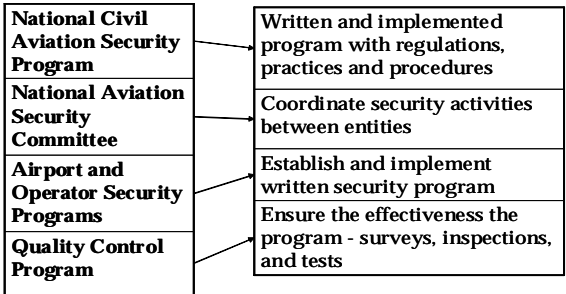 National Civil
Aviation Security
Program
Written and implemented
program with regulations,
practices and procedures
National Aviation
Security
Committee
Coordinate security activities
between entities
Airport and
Operator Security
Programs
Establish and implement
written security program
Quality Control
Program
Ensure the effectiveness the
program - surveys, inspections,
and tests